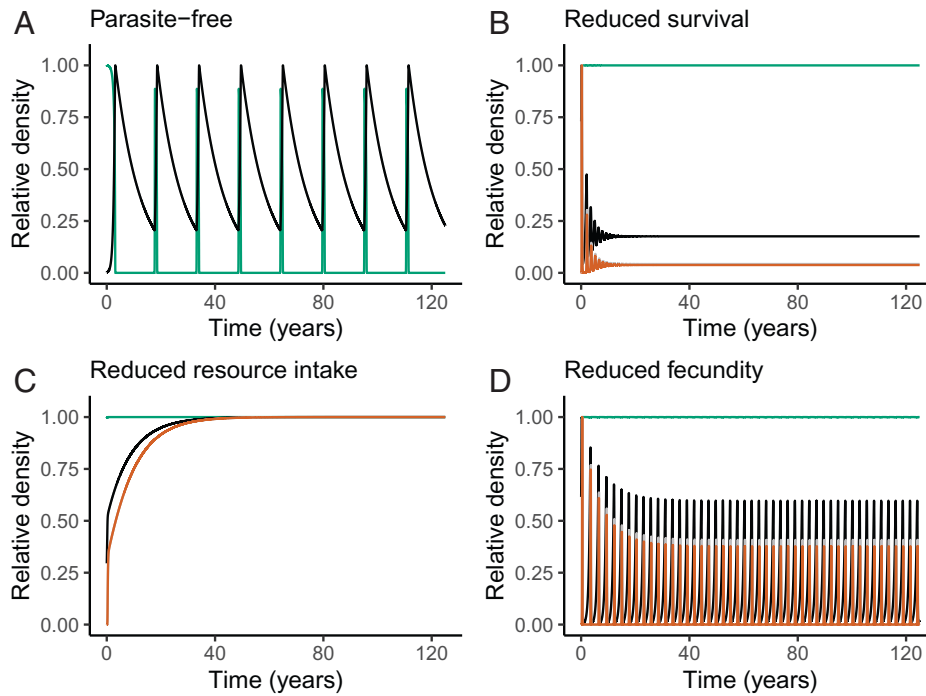 A Parasite−free
Relative density
1.00
0.75
0.50
0.25
0.00
0 40 80 120
Time (years)
B Reduced survival
Relative density
1.00
0.75
0.50
0.25
0.00
0 40 80 120
Time (years)
C Reduced resource intake
Relative density
1.00
0.75
0.50
0.25
0.00
0 40 80 120
Time (years)
D Reduced fecundity
Relative density
1.00
0.75
0.50
0.25
0.00
0 40 80 120
Time (years)